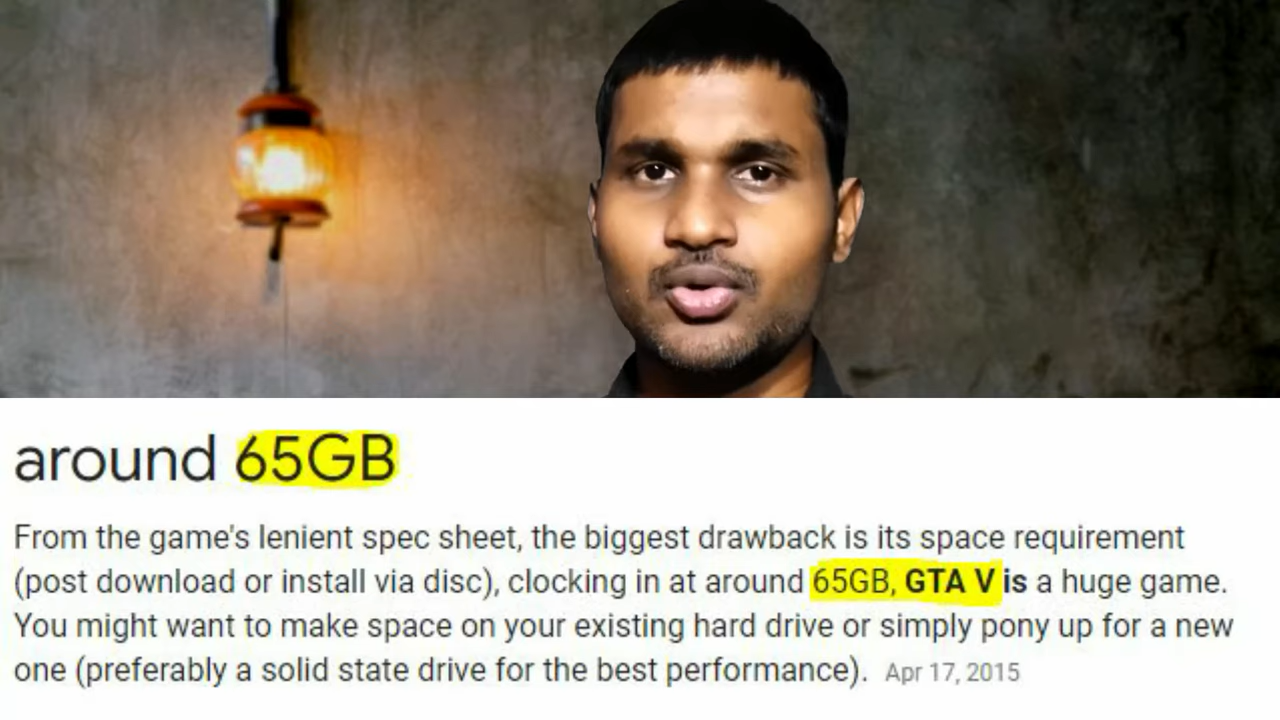 around 65GB
From the game's lenient spec sheet, the biggest drawback is its space requirement
(post download or install via disc), clocking in at around 65GB, GTA V is a huge game.
You might want to make space on your existing hard drive or simply pony up for a new
one (preferably a solid state drive for the best performance). Apr 17, 2015